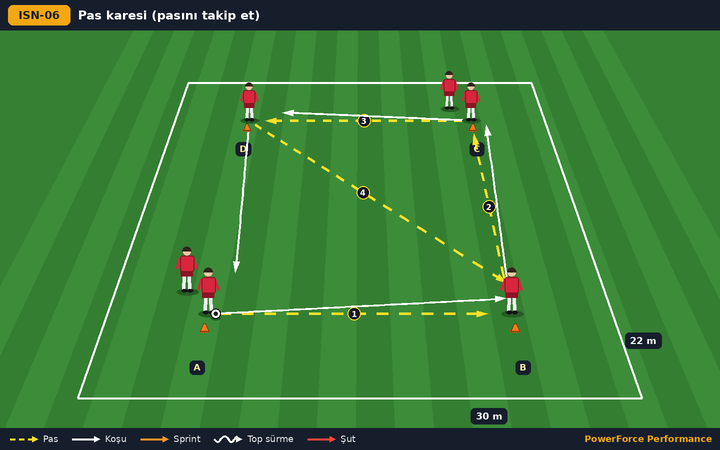 ISN-06 Pas karesi (pasını takip et)
D
C
3
4
2
1
A
B
22 m
30 m
Pas Koşu Sprint Top sürme Şut PowerForce Performance